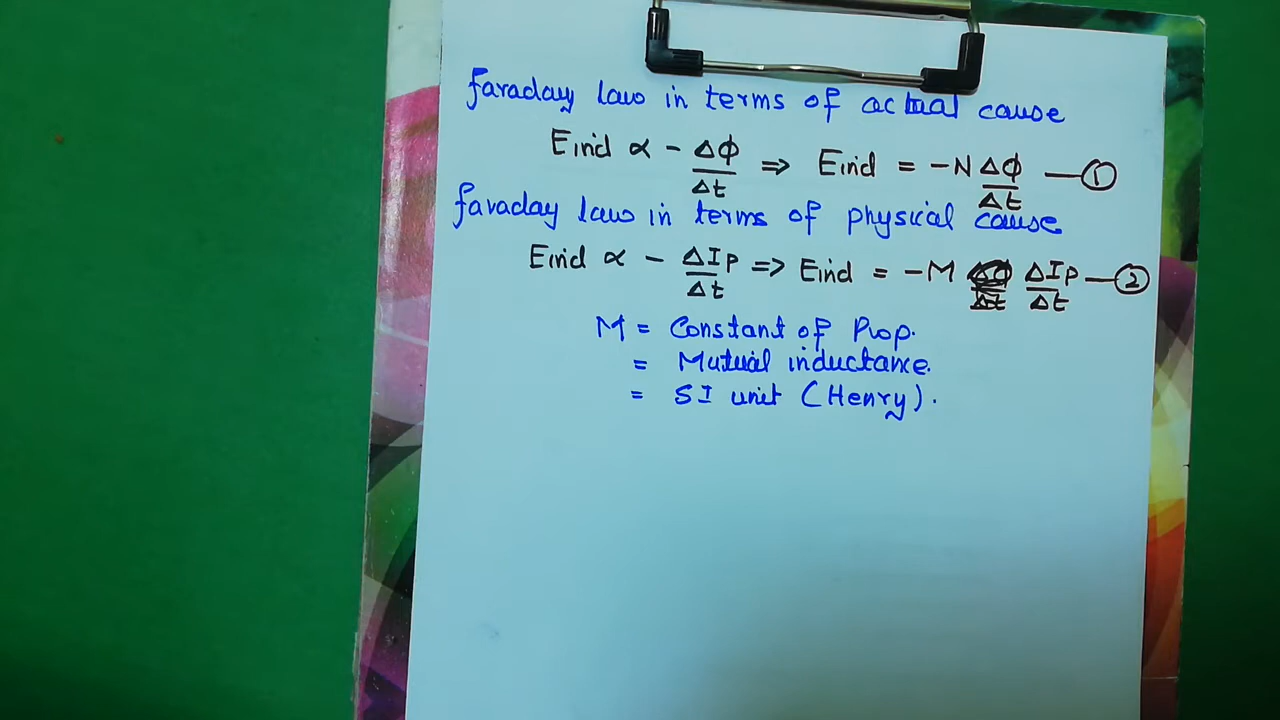 faraday law in terms of actual cause
Eind ∝ - Δϕ/Δt ⇒ Eind = -N Δϕ/Δt —①
faraday law in terms of physical cause
Eind ∝ - ΔIp/Δt => Eind = -M ΔIp/Δt —②
M = Constant of Prop.
= Mutual inductance.
= SI unit (Henry).